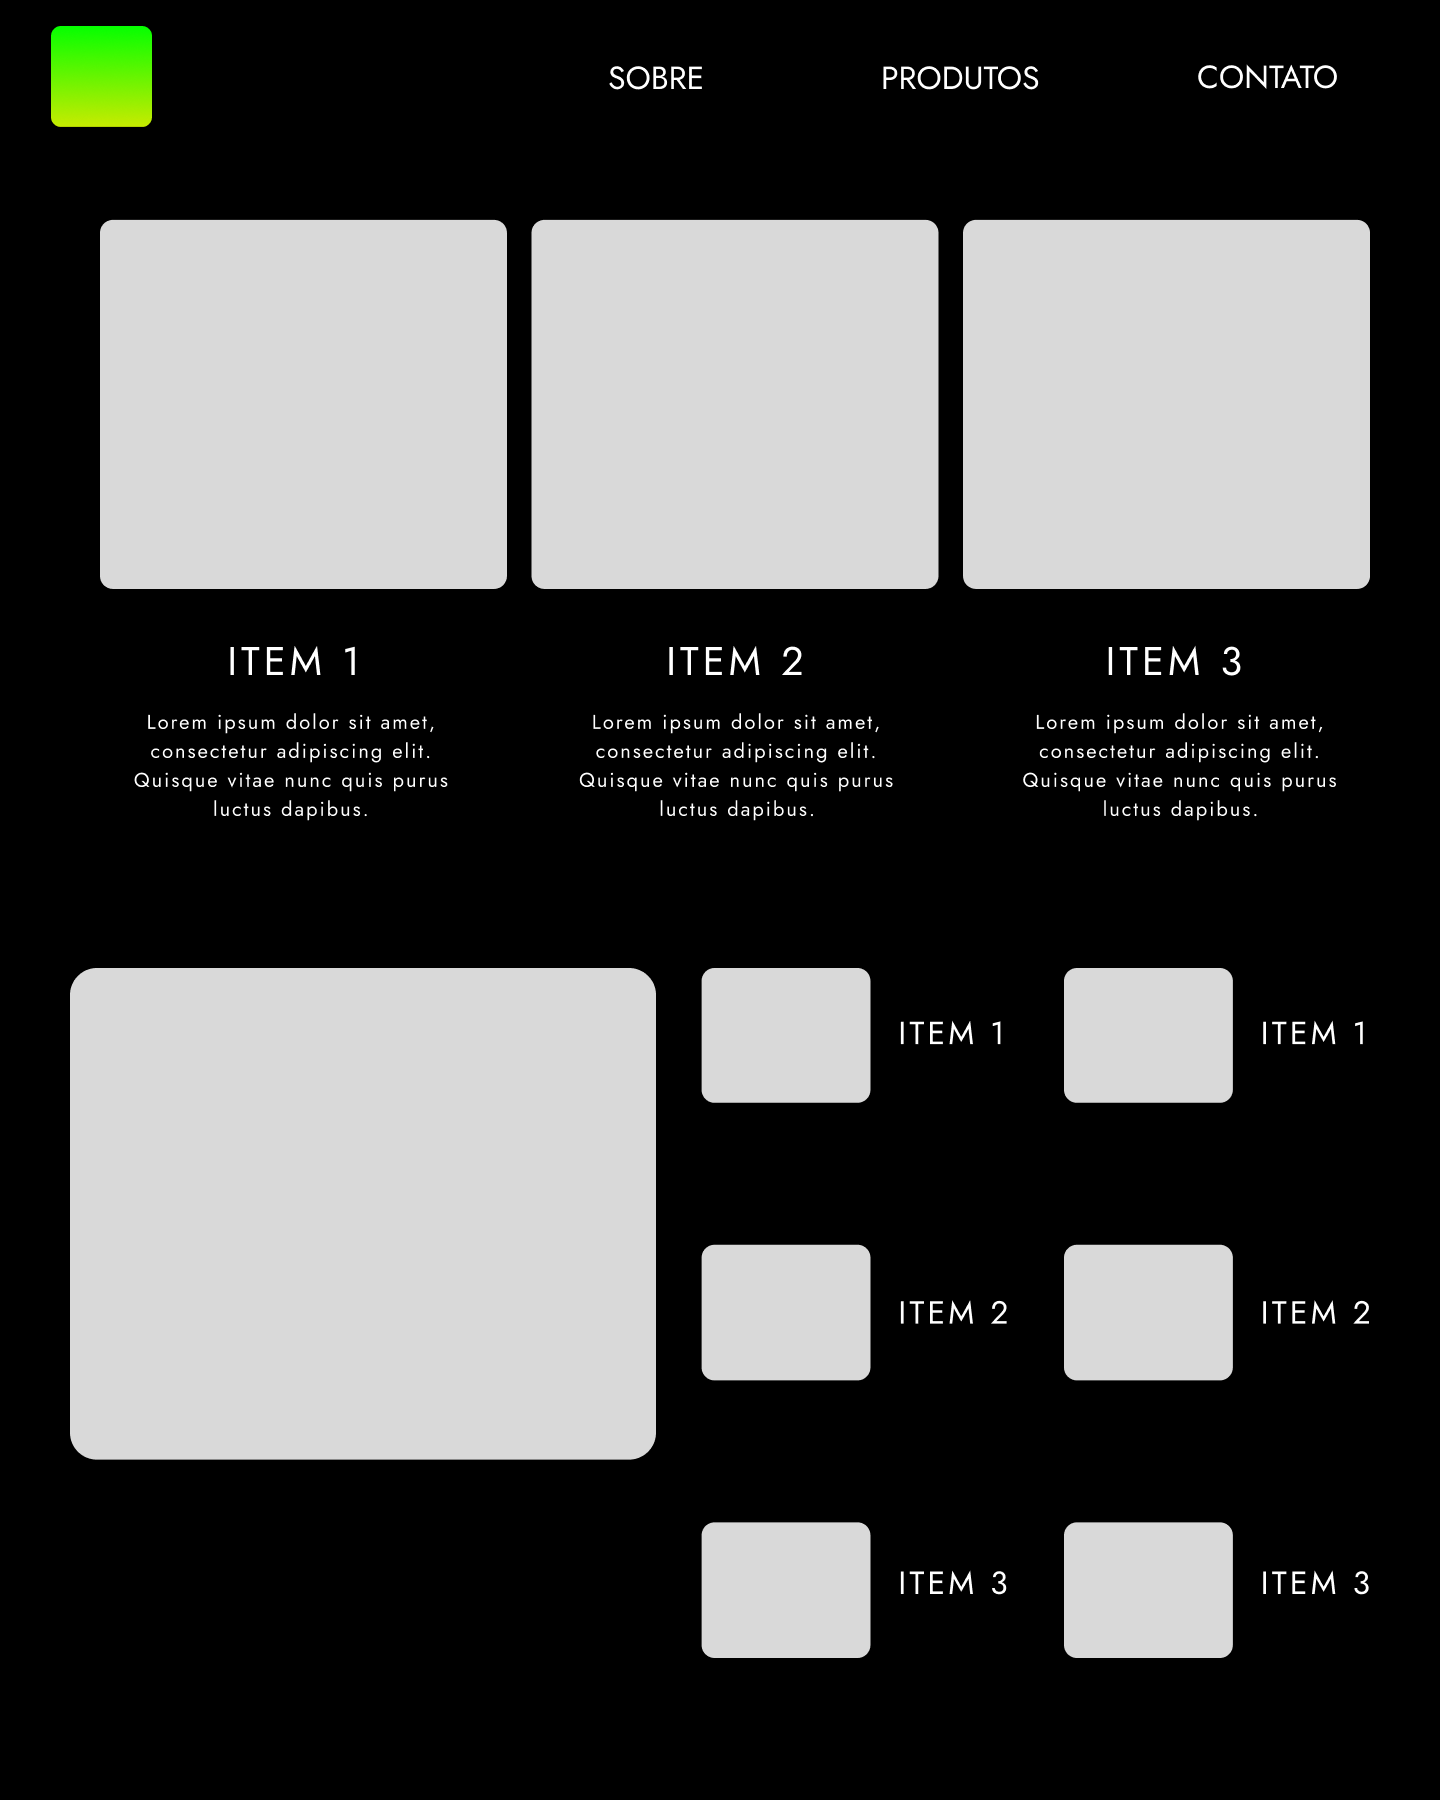 SOBRE
PRODUTOS
CONTATO
ITEM 1
Lorem ipsum dolor sit amet,
consectetur adipiscing elit.
Quisque vitae nunc quis purus
luctus dapibus.
ITEM 2
Lorem ipsum dolor sit amet,
consectetur adipiscing elit.
Quisque vitae nunc quis purus
luctus dapibus.
ITEM 3
Lorem ipsum dolor sit amet,
consectetur adipiscing elit.
Quisque vitae nunc quis purus
luctus dapibus.
ITEM 1
ITEM 1
ITEM 2
ITEM 2
ITEM 3
ITEM 3